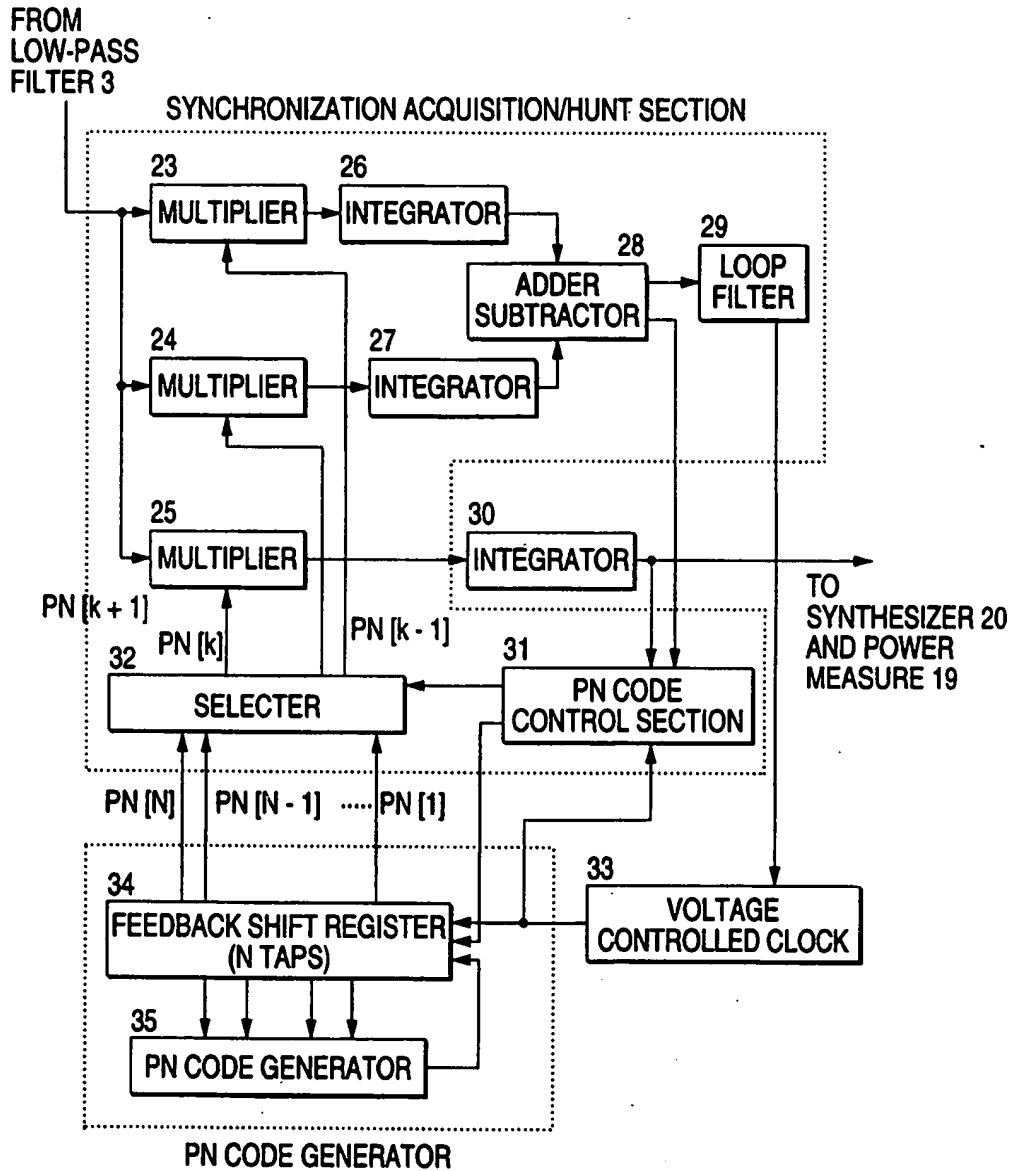 FROM
LOW-PASS
FILTER 3
SYNCHRONIZATION ACQUISITION/HUNT SECTION
23
MULTIPLIER
26
INTEGRATOR
28
ADDER
SUBTRACTOR
29
LOOP
FILTER
24
MULTIPLIER
27
INTEGRATOR
25
MULTIPLIER
30
INTEGRATOR
TO
SYNTHESIZER 20
AND POWER
MEASURE 19
PN [k + 1]
PN [k]
PN [k - 1]
32
SELECTER
31
PN CODE
CONTROL SECTION
PN [N]
PN [N - 1]
.....
PN [1]
34
FEEDBACK SHIFT REGISTER
(N TAPS)
33
VOLTAGE
CONTROLLED CLOCK
35
PN CODE GENERATOR
PN CODE GENERATOR